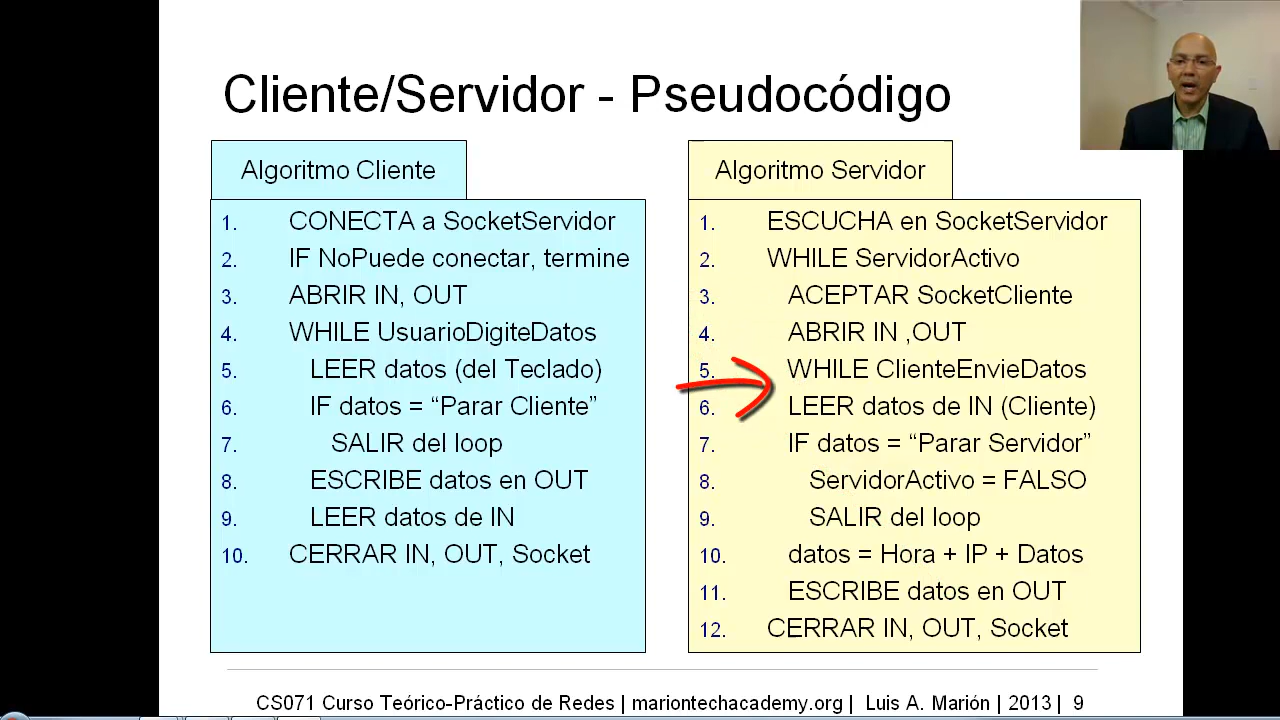 Cliente/Servidor - Pseudocódigo
Algoritmo Cliente
1. CONECTA a SocketServidor
2. IF NoPuede conectar, termine
3. ABRIR IN, OUT
4. WHILE UsuarioDigiteDatos
5. LEER datos (del Teclado)
6. IF datos = “Parar Cliente”
7. SALIR del loop
8. ESCRIBE datos en OUT
9. LEER datos de IN
10. CERRAR IN, OUT, Socket
Algoritmo Servidor
1. ESCUCHA en SocketServidor
2. WHILE ServidorActivo
3. ACEPTAR SocketCliente
4. ABRIR IN ,OUT
5. WHILE ClienteEnvieDatos
6. LEER datos de IN (Cliente)
7. IF datos = “Parar Servidor”
8. ServidorActivo = FALSO
9. SALIR del loop
10. datos = Hora + IP + Datos
11. ESCRIBE datos en OUT
12. CERRAR IN, OUT, Socket
CS071 Curso Teórico-Práctico de Redes | mariontechacademy.org | Luis A. Marión | 2013 | 9